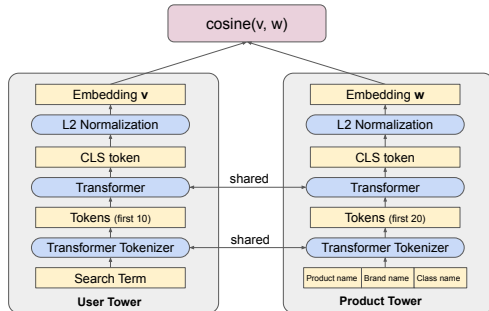 cosine(v, w)
Embedding v
L2 Normalization
CLS token
Transformer
Tokens (first 10)
Transformer Tokenizer
Search Term
User Tower
shared
shared
Embedding w
L2 Normalization
CLS token
Transformer
Tokens (first 20)
Transformer Tokenizer
Product name Brand name Class name
Product Tower